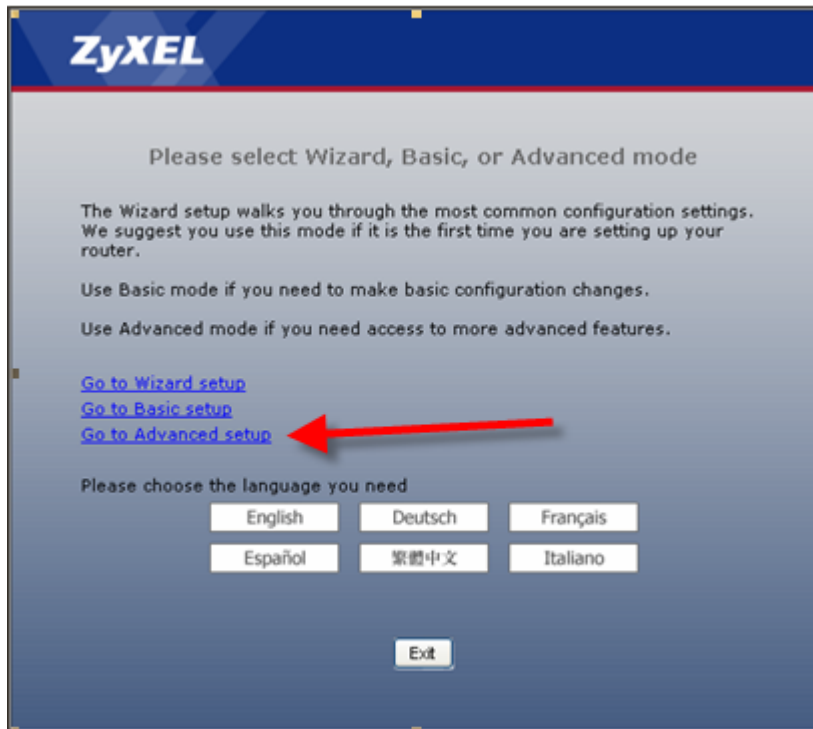 ZyXEL
Please select Wizard, Basic, or Advanced mode
The Wizard setup walks you through the most common configuration settings.
We suggest you use this mode if it is the first time you are setting up your
router.
Use Basic mode if you need to make basic configuration changes.
Use Advanced mode if you need access to more advanced features.
Go to Wizard setup
Go to Basic setup
Go to Advanced setup
Please choose the language you need
English Deutsch Français
Español 繁體中文 Italiano
Exit